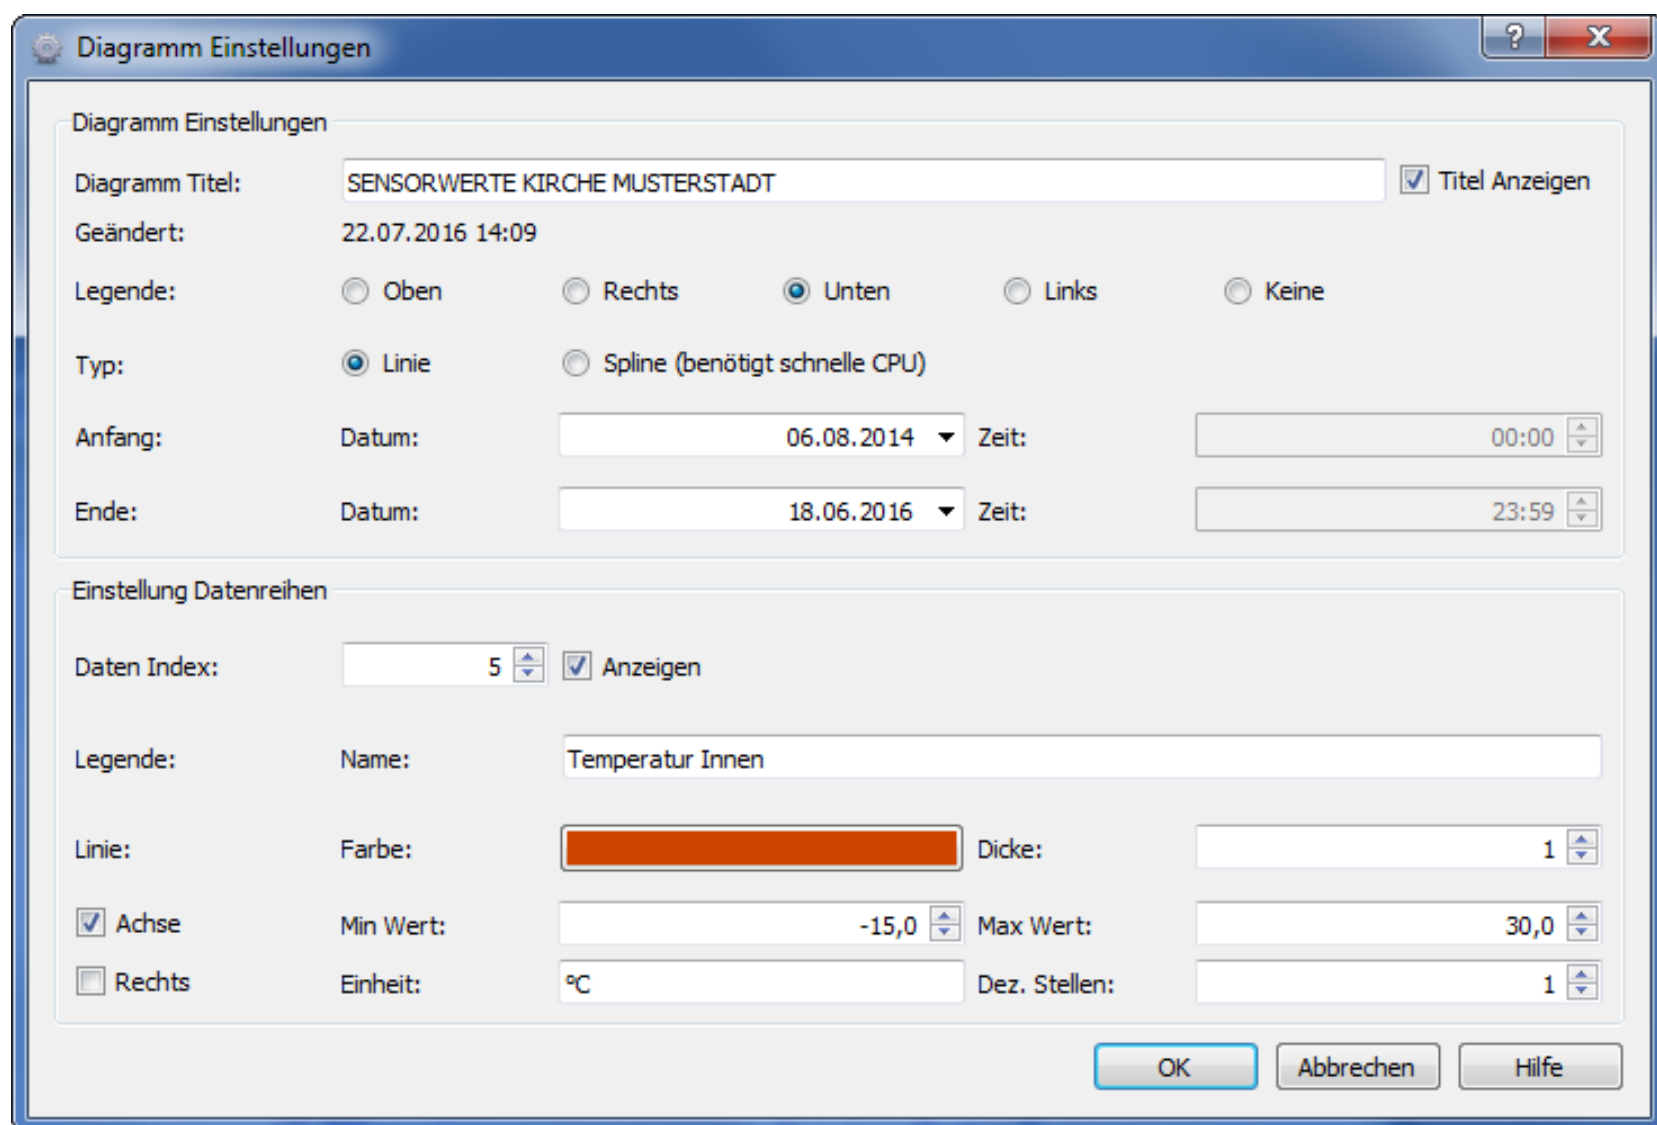 Diagramm Einstellungen
?
Diagramm Einstellungen
Diagramm Titel: SENSORWERTE KIRCHE MUSTERSTADT Titel Anzeigen
Geändert: 22.07.2016 14:09
Legende: Oben Rechts Unten Links Keine
Typ: Linie Spline (benötigt schnelle CPU)
Anfang: Datum: 06.08.2014 Zeit: 00:00
Ende: Datum: 18.06.2016 Zeit: 23:59
Einstellung Datenreihen
Daten Index: 5 Anzeigen
Legende: Name: Temperatur Innen
Linie: Farbe: Dicke: 1
Achse Min Wert: -15,0 Max Wert: 30,0
Rechts Einheit: °C Dez. Stellen: 1
OK Abbrechen Hilfe